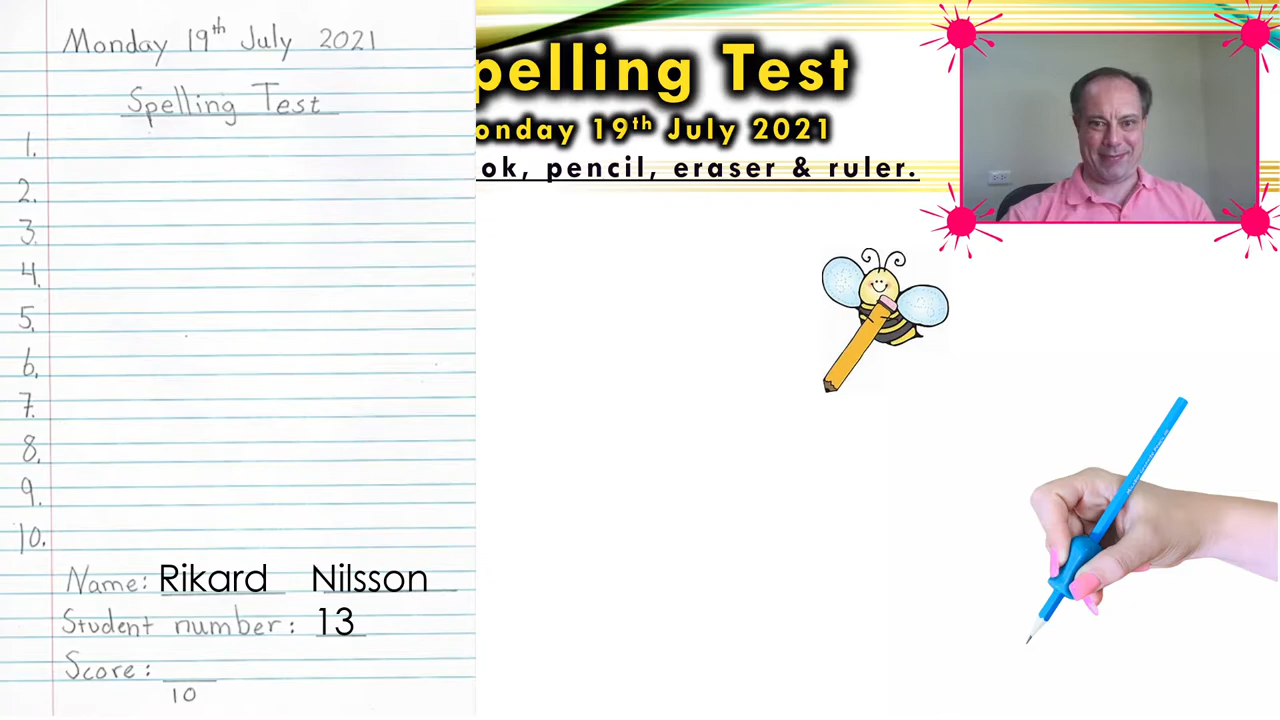 Monday 19th July 2021
Spelling Test
1.
2.
3.
4.
5.
6.
7.
8.
9.
10.
Name: Rikard Nilsson
Student number: 13
Score: __
10
pelling Test
onday 19th July 2021
ok, pencil, eraser & ruler.